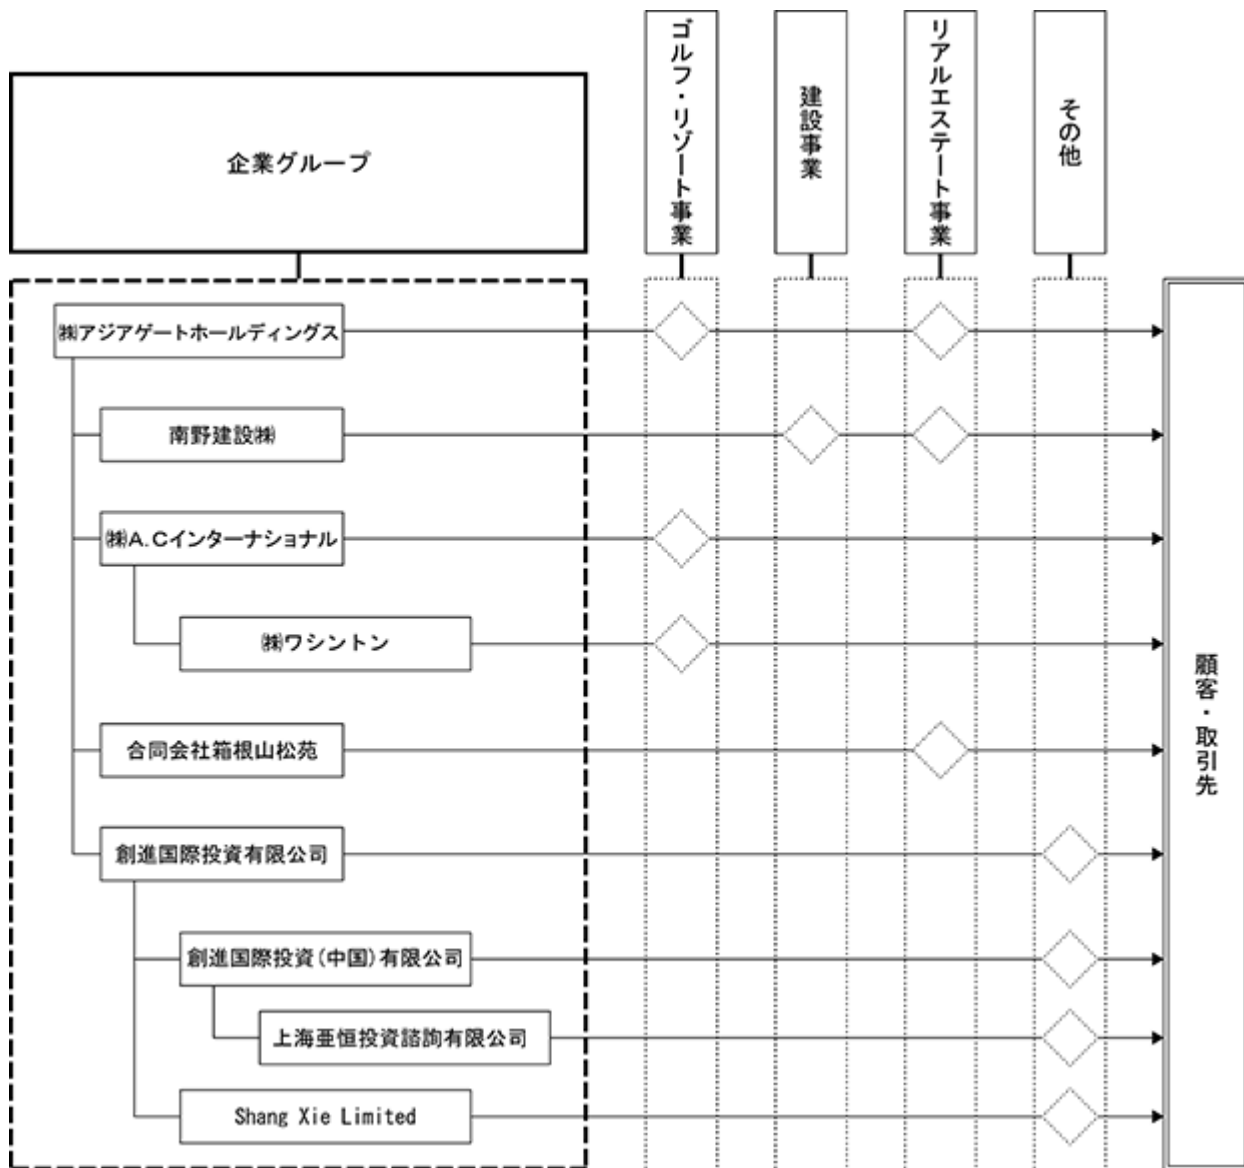 ゴルフ・リゾート事業
建設事業
リアルエステート事業
その他
企業グループ
㈱アジアゲートホールディングス
南野建設㈱
㈱A.Cインターナショナル
㈱ワシントン
合同会社箱根山松苑
創進国際投資有限公司
創進国際投資(中国)有限公司
上海亜恒投資諮詢有限公司
Shang Xie Limited
顧客・取引先